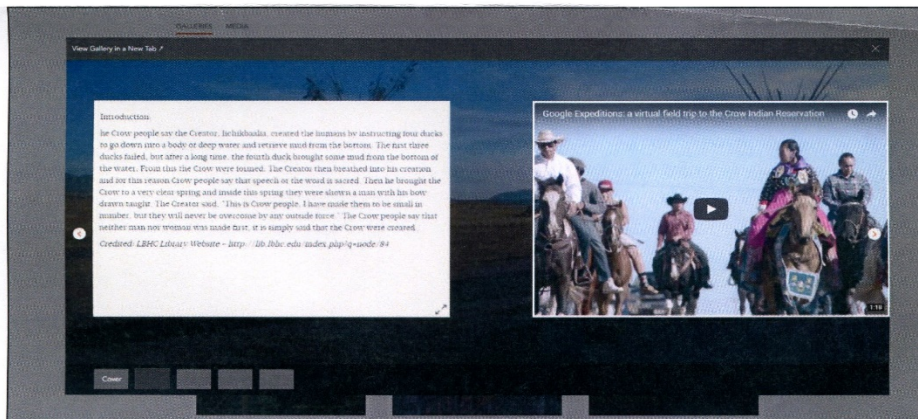 GALLERIES MEDIA
View Gallery in a New Tab ↗
Introduction
he Crow people say the Creator, Iichikbaalia, created the humans by instructing four ducks
to go down into a body or deep water and retrieve mud from the bottom. The first three
ducks failed, but after a long time, the fourth duck brought some mud from the bottom of
the water. From this the Crow were formed. The Creator then breathed into his creation
and for this reason Crow people say that speech or the word is sacred. Then he brought the
Crow to a very clear spring and inside this spring they were shown a man with his bow
drawn taught. The Creator said, "This is Crow people, I have made them to be small in
number, but they will never be overcome by any outside force." The Crow people say that
neither man nor woman was made first, it is simply said that the Crow were created.
Credited: LBHC Library Website - http://lib.lbhc.edu/index.php?q=node/84
Google Expeditions: a virtual field trip to the Crow Indian Reservation
1:18
Cover